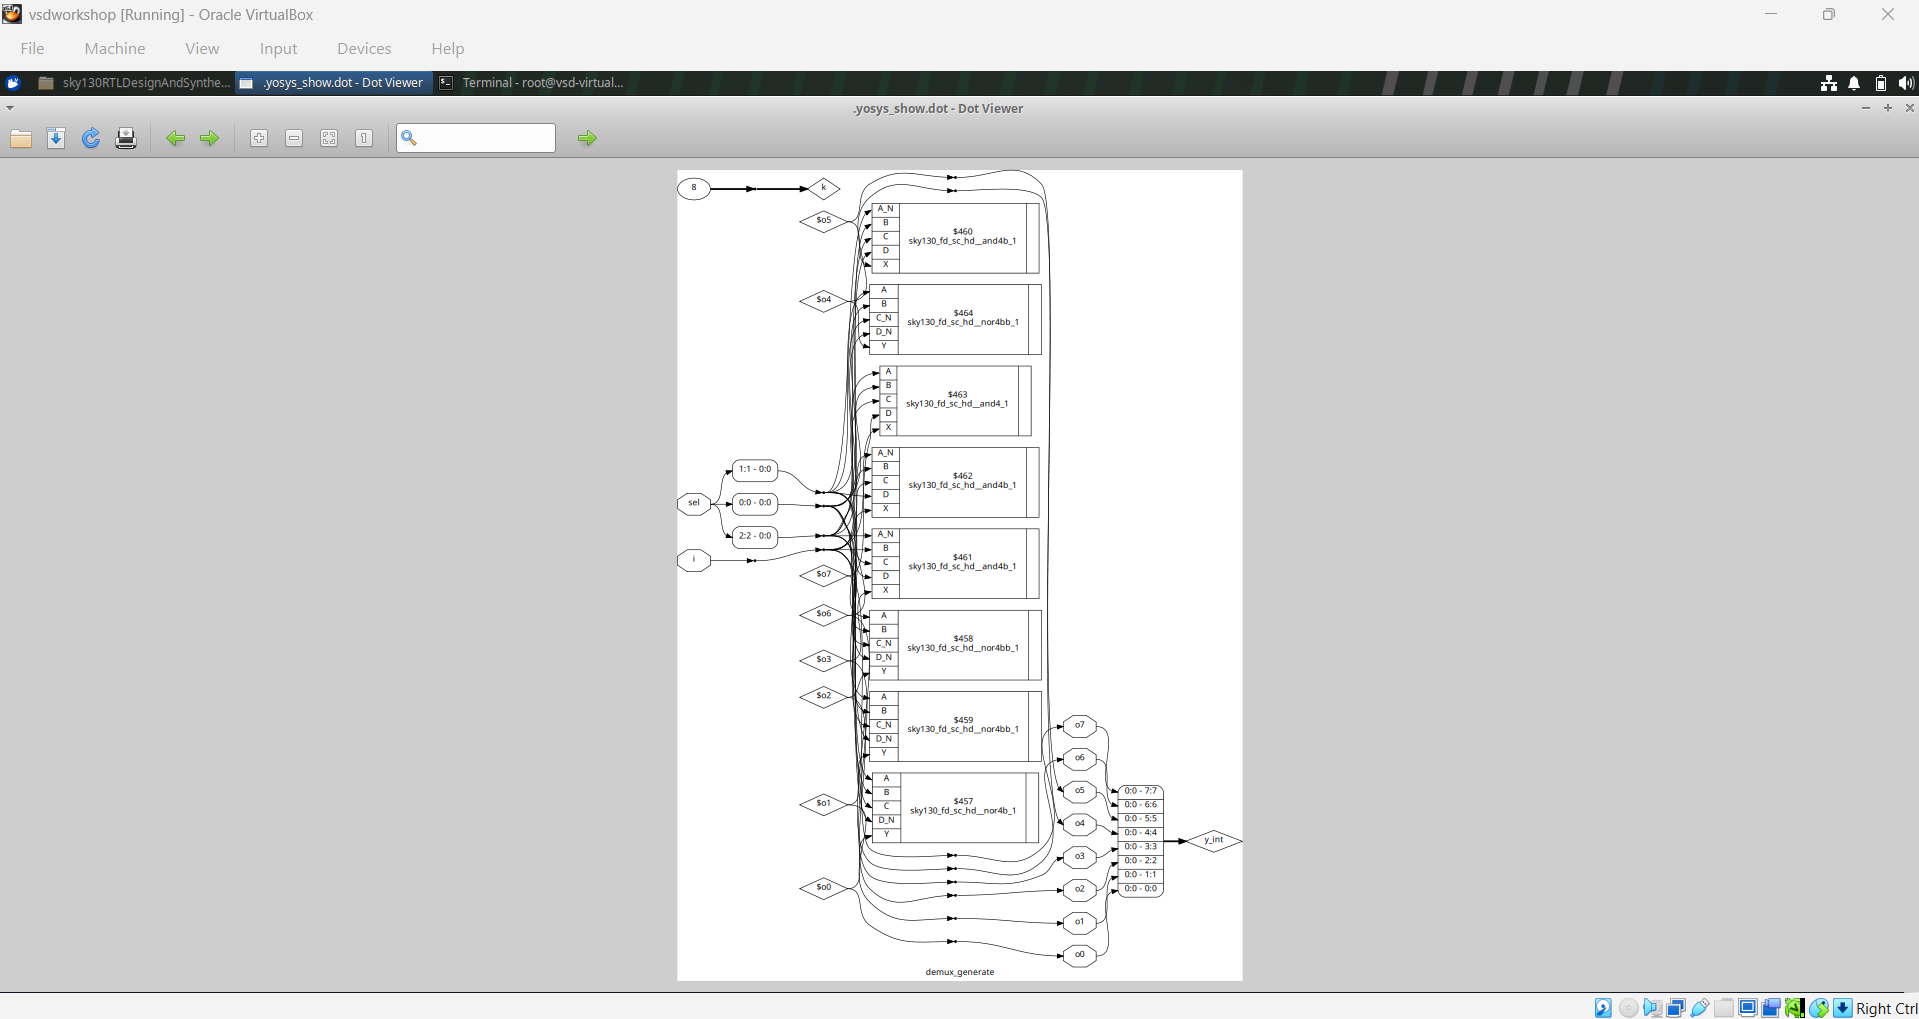 vsdworkshop [Running] - Oracle VirtualBox
File Machine View Input Devices Help
sky130RTLDesignAndSynthe... .yosys_show.dot - Dot Viewer Terminal - root@vsd-virtual...
.yosys_show.dot - Dot Viewer
1
8
k
$o5
A_N
B
C
D
X
$460
sky130_fd_sc_hd__and4b_1
$o4
A
B
C_N
D_N
Y
$464
sky130_fd_sc_hd__nor4bb_1
A
B
C
D
X
$463
sky130_fd_sc_hd__and4_1
A_N
B
C
D
X
$462
sky130_fd_sc_hd__and4b_1
sel
1:1 - 0:0
0:0 - 0:0
2:2 - 0:0
i
A_N
B
C
D
X
$461
sky130_fd_sc_hd__and4b_1
$o7
$o6
A
B
C_N
D_N
Y
$458
sky130_fd_sc_hd__nor4bb_1
$o3
$o2
A
B
C_N
D_N
Y
$459
sky130_fd_sc_hd__nor4bb_1
$o1
A
B
C
D_N
Y
$457
sky130_fd_sc_hd__nor4b_1
$o0
o7
o6
o5
o4
o3
o2
o1
o0
0:0 - 7:7
0:0 - 6:6
0:0 - 5:5
0:0 - 4:4
0:0 - 3:3
0:0 - 2:2
0:0 - 1:1
0:0 - 0:0
y_int
demux_generate
Right Ctrl